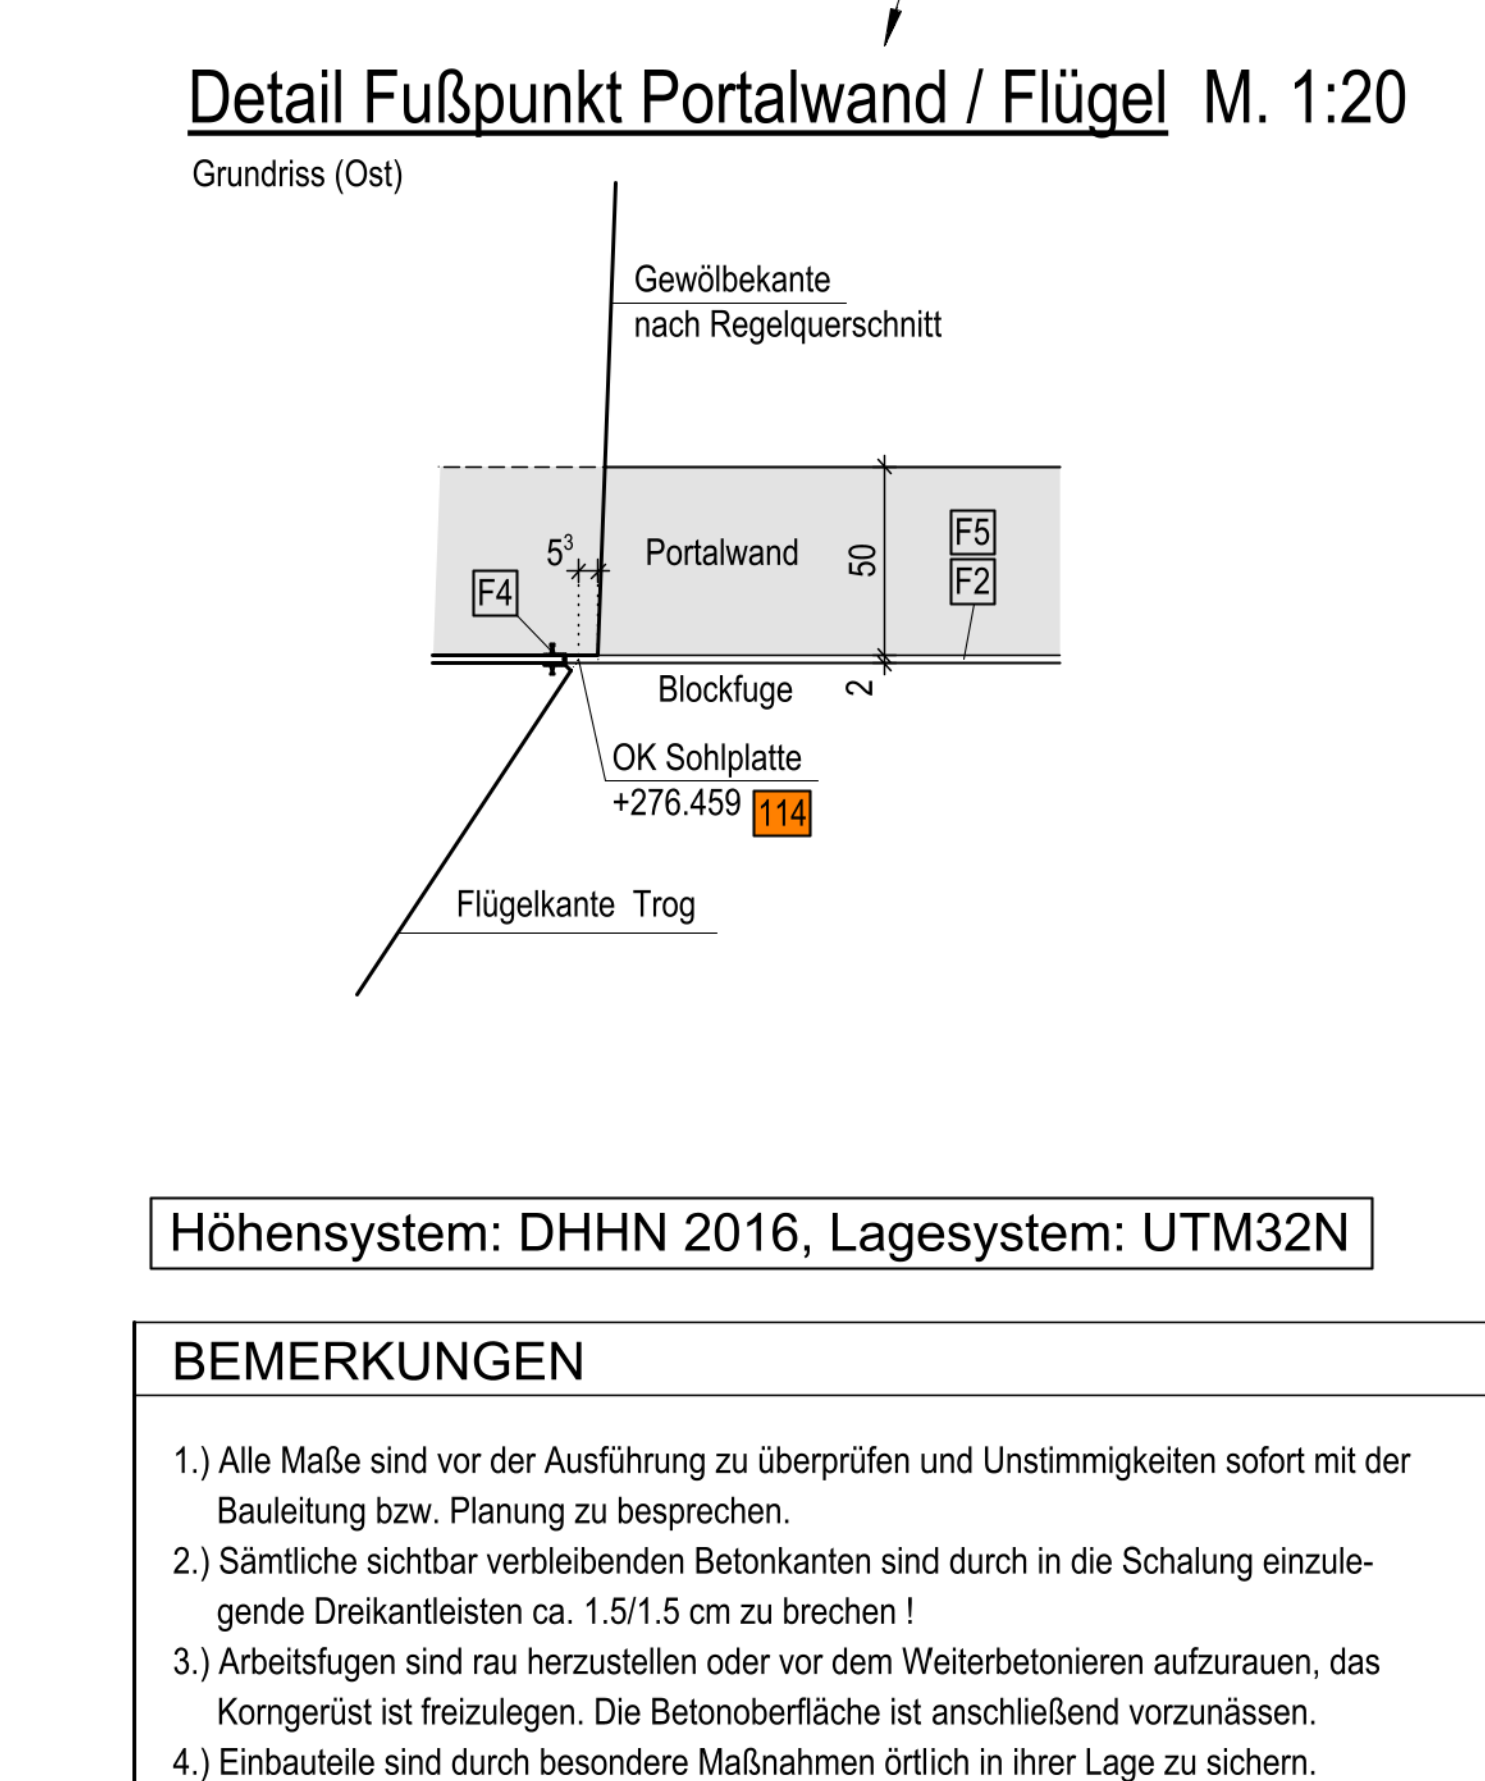 Detail Fußpunkt Portalwand / Flügel M. 1:20
Grundriss (Ost)
Gewölbekante
nach Regelquerschnitt
5³
Portalwand
50
F5
F2
F4
Blockfuge
2
OK Sohlplatte
+276.459 114
Flügelkante Trog
Höhensystem: DHHN 2016, Lagesystem: UTM32N
BEMERKUNGEN
1.) Alle Maße sind vor der Ausführung zu überprüfen und Unstimmigkeiten sofort mit der
Bauleitung bzw. Planung zu besprechen.
2.) Sämtliche sichtbar verbleibenden Betonkanten sind durch in die Schalung einzule-
gende Dreikantleisten ca. 1.5/1.5 cm zu brechen !
3.) Arbeitsfugen sind rau herzustellen oder vor dem Weiterbetonieren aufzurauen, das
Korngerüst ist freizulegen. Die Betonoberfläche ist anschließend vorzunässen.
4.) Einbauteile sind durch besondere Maßnahmen örtlich in ihrer Lage zu sichern.